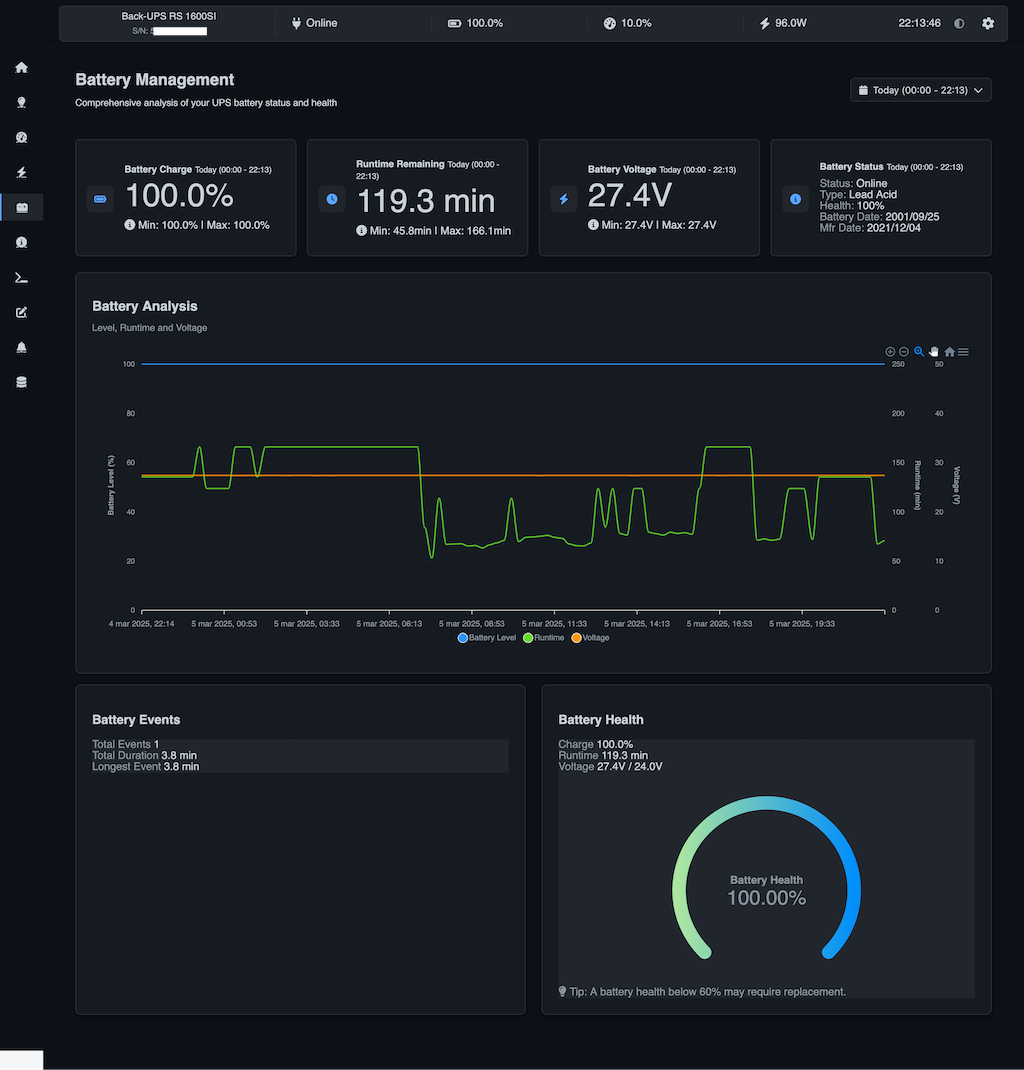 Back-UPS RS 1600SI
S/N:
Online
100.0%
10.0%
96.0W
22:13:46
Battery Management
Comprehensive analysis of your UPS battery status and health
Today (00:00 - 22:13)
Battery Charge Today (00:00 - 22:13)
100.0%
Min: 100.0% | Max: 100.0%
Runtime Remaining Today (00:00 -
22:13)
119.3 min
Min: 45.8min | Max: 166.1min
Battery Voltage Today (00:00 - 22:13)
27.4V
Min: 27.4V | Max: 27.4V
Battery Status Today (00:00 - 22:13)
Status: Online
Type: Lead Acid
Health: 100%
Battery Date: 2001/09/25
Mfr Date: 2021/12/04
Battery Analysis
Level, Runtime and Voltage
100
80
60
40
20
0
Battery Level (%)
250
200
150
100
50
0
Runtime (min)
50
40
30
20
10
0
Voltage (V)
4 mar 2025, 22:14
5 mar 2025, 00:53
5 mar 2025, 03:33
5 mar 2025, 06:13
5 mar 2025, 08:53
5 mar 2025, 11:33
5 mar 2025, 14:13
5 mar 2025, 16:53
5 mar 2025, 19:33
Battery Level
Runtime
Voltage
Battery Events
Total Events 1
Total Duration 3.8 min
Longest Event 3.8 min
Battery Health
Charge 100.0%
Runtime 119.3 min
Voltage 27.4V / 24.0V
Battery Health
100.00%
Tip: A battery health below 60% may require replacement.